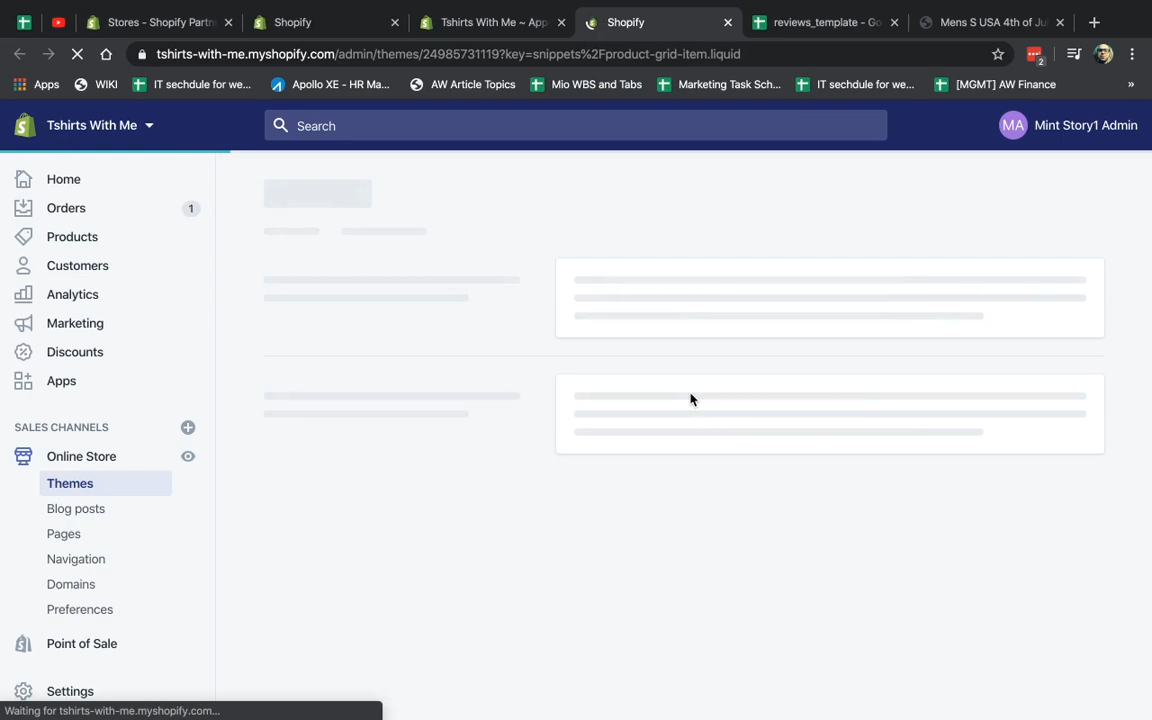 Stores - Shopify Partn
Shopify
Tshirts With Me ~ App
Shopify
reviews_template - Go
Mens S USA 4th of Jul
tshirts-with-me.myshopify.com/admin/themes/24985731119?key=snippets%2Fproduct-grid-item.liquid
2
Apps
WIKI
IT sechdule for we...
Apollo XE - HR Ma...
AW Article Topics
Mio WBS and Tabs
Marketing Task Sch...
IT sechdule for we...
[MGMT] AW Finance
»
Tshirts With Me
Search
MA
Mint Story1 Admin
Home
Orders
1
Products
Customers
Analytics
Marketing
Discounts
Apps
SALES CHANNELS
Online Store
Themes
Blog posts
Pages
Navigation
Domains
Preferences
Point of Sale
Settings
Waiting for tshirts-with-me.myshopify.com...